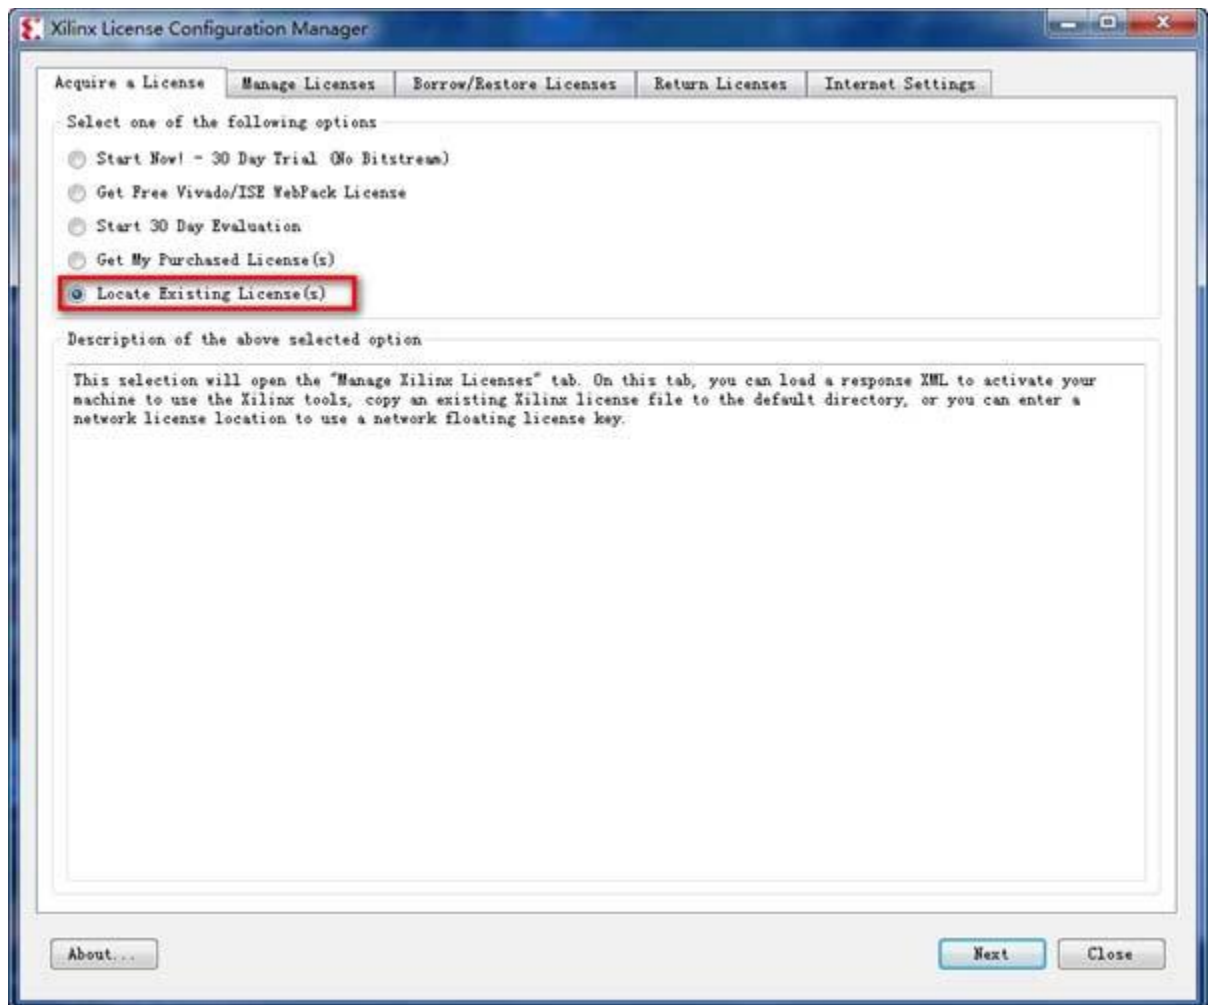 Xilinx License Configuration Manager
Acquire a License Manage Licenses Borrow/Restore Licenses Return Licenses Internet Settings
Select one of the following options
Start Now! - 30 Day Trial (No Bitstream)
Get Free Vivado/ISE WebPack License
Start 30 Day Evaluation
Get My Purchased License(s)
Locate Existing License(s)
Description of the above selected option
This selection will open the "Manage Xilinx Licenses" tab. On this tab, you can load a response XML to activate your
machine to use the Xilinx tools, copy an existing Xilinx license file to the default directory, or you can enter a
network license location to use a network floating license key.
About... Next Close